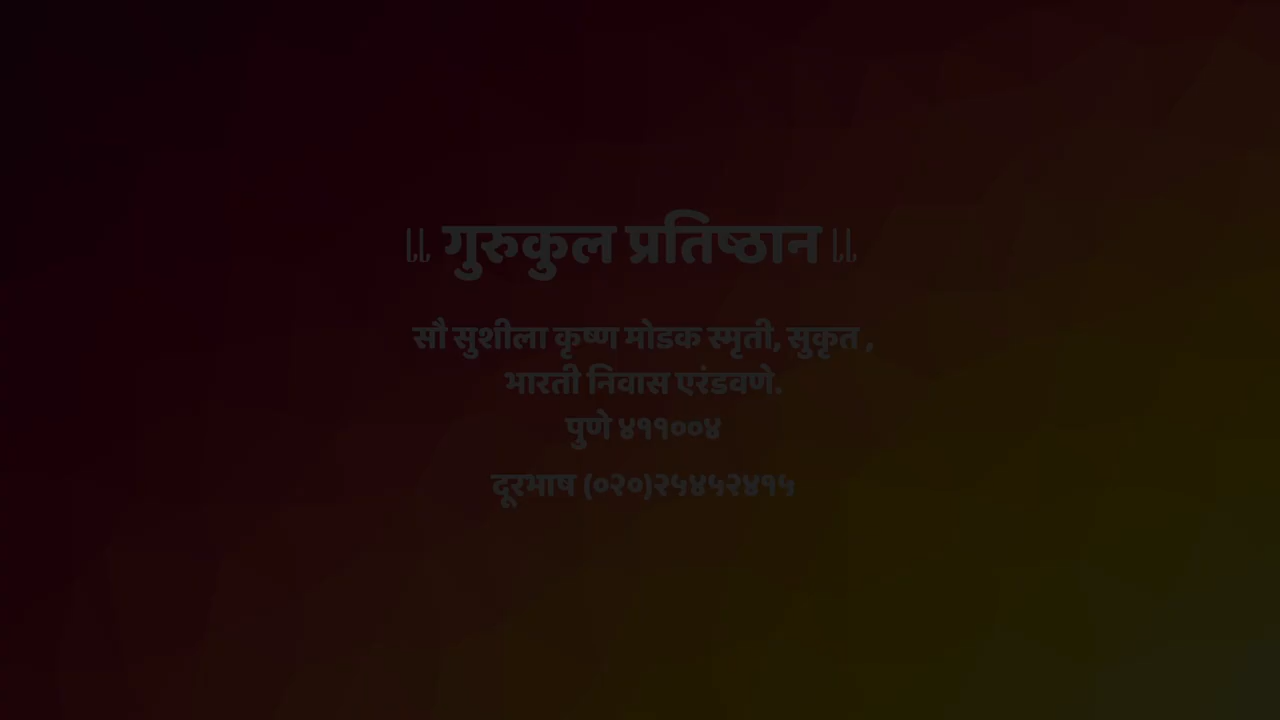 ॥ गुरुकुल प्रतिष्ठान ॥
सौ सुशीला कृष्ण मोडक स्मृती, सुकृत ,
भारती निवास एरंडवणे.
पुणे ४११००४
दूरभाष (०२०)२५४५२४१५